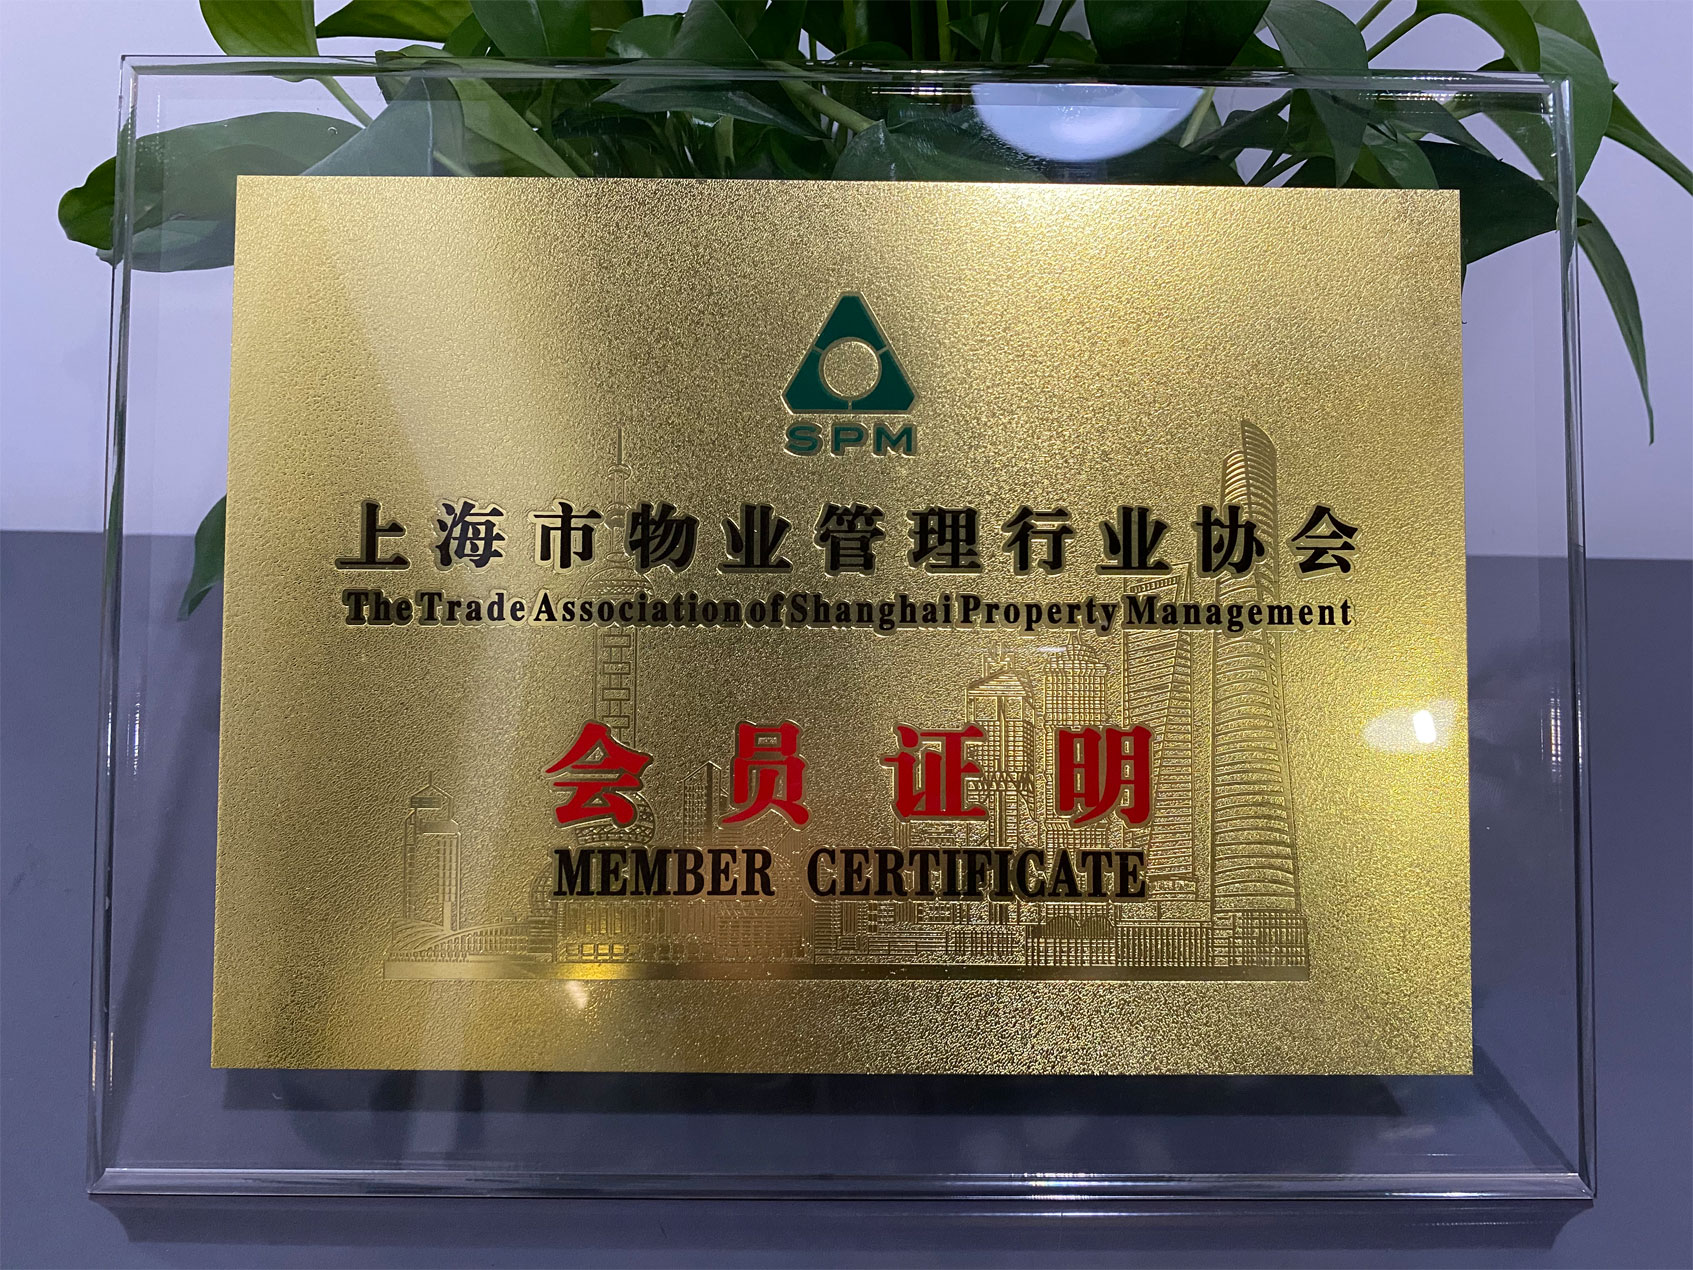 SPM
上海市物业管理行业协会
The Trade Association of Shanghai Property Management
会员证明
MEMBER CERTIFICATE